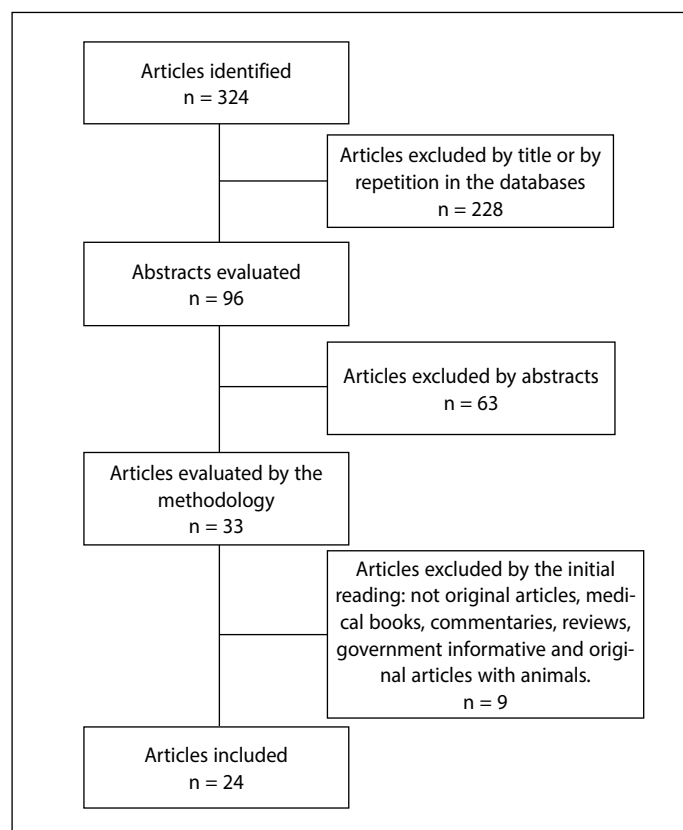 Articles identified
n = 324
Articles excluded by title or by
repetition in the databases
n = 228
Abstracts evaluated
n = 96
Articles excluded by abstracts
n = 63
Articles evaluated by the
methodology
n = 33
Articles excluded by the initial
reading: not original articles, medi-
cal books, commentaries, reviews,
government informative and origi-
nal articles with animals.
n = 9
Articles included
n = 24